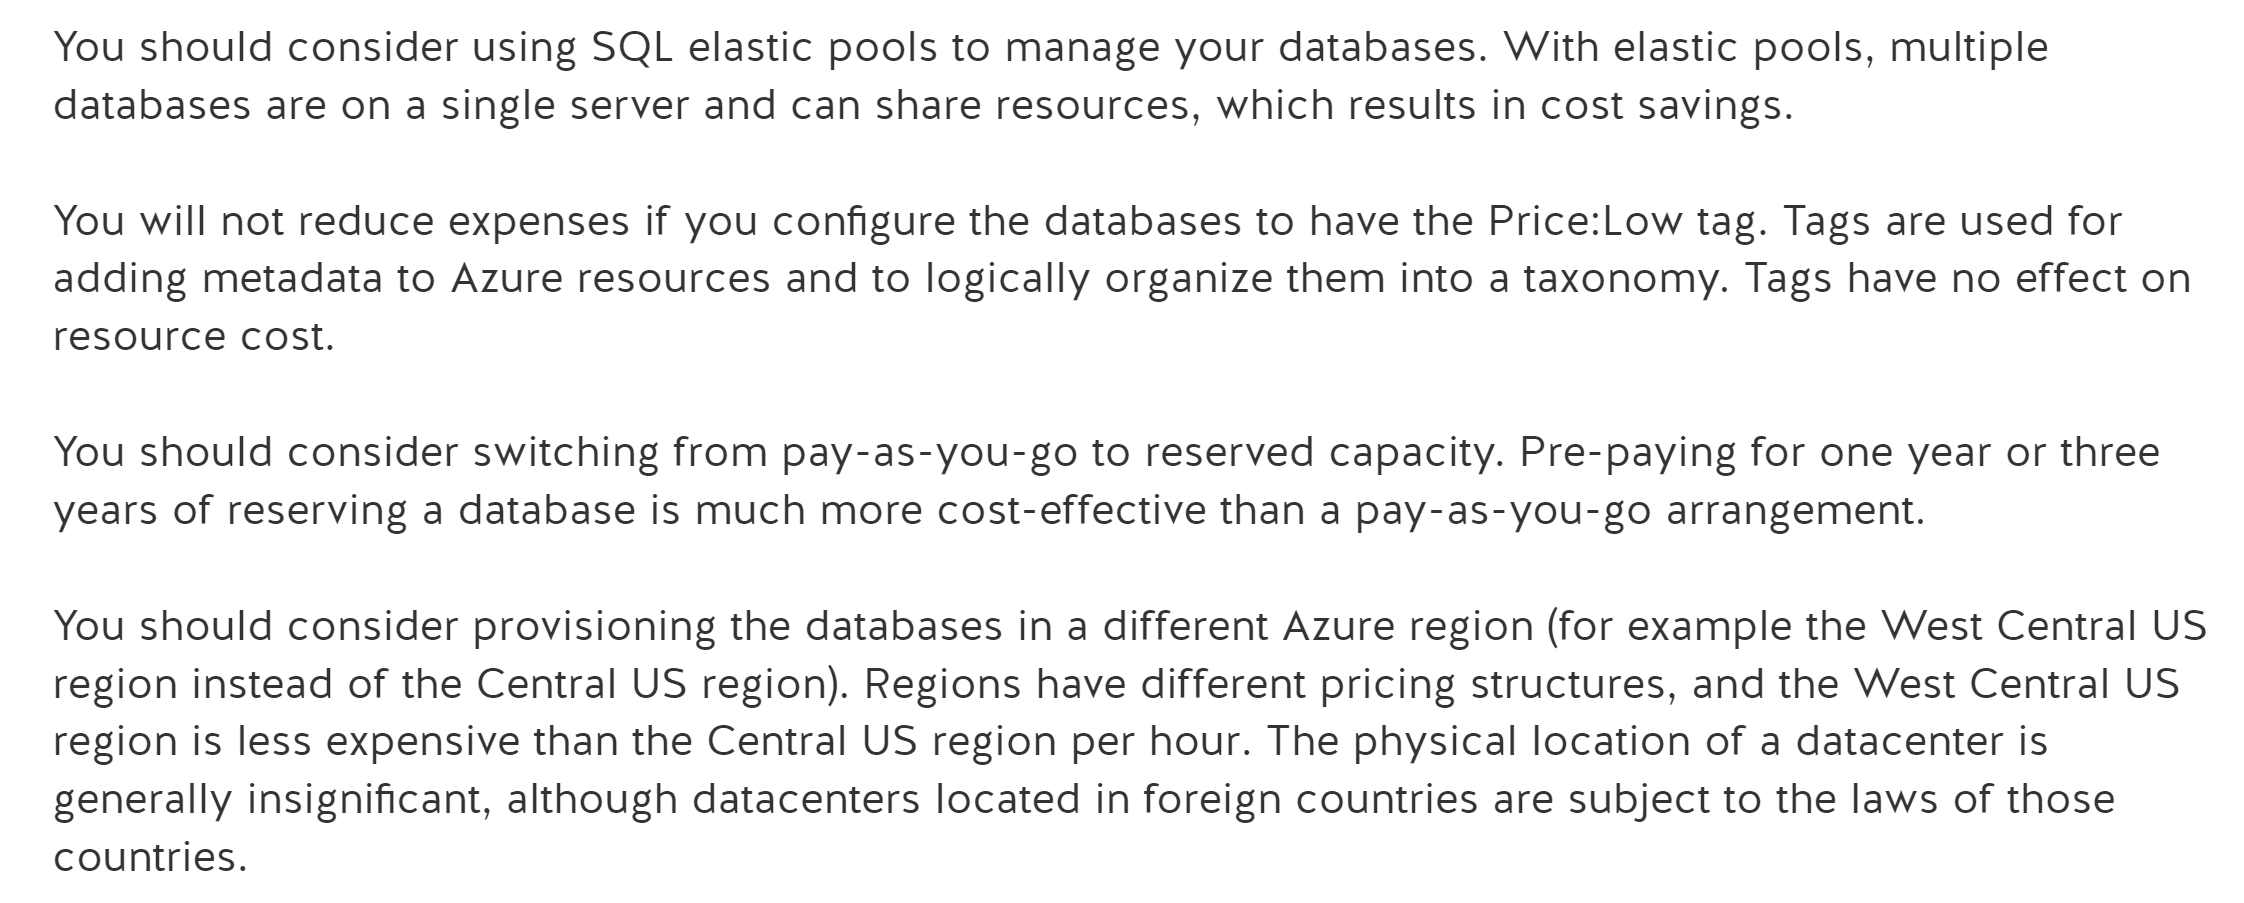 You should consider using SQL elastic pools to manage your databases. With elastic pools, multiple
databases are on a single server and can share resources, which results in cost savings.
You will not reduce expenses if you configure the databases to have the Price:Low tag. Tags are used for
adding metadata to Azure resources and to logically organize them into a taxonomy. Tags have no effect on
resource cost.
You should consider switching from pay-as-you-go to reserved capacity. Pre-paying for one year or three
years of reserving a database is much more cost-effective than a pay-as-you-go arrangement.
You should consider provisioning the databases in a different Azure region (for example the West Central US
region instead of the Central US region). Regions have different pricing structures, and the West Central US
region is less expensive than the Central US region per hour. The physical location of a datacenter is
generally insignificant, although datacenters located in foreign countries are subject to the laws of those
countries.